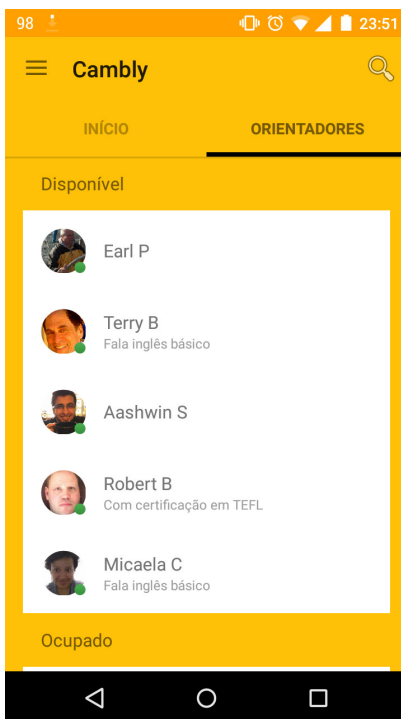 98 23:51
Cambly
INÍCIO ORIENTADORES
Disponível
Earl P
Terry B
Fala inglês básico
Aashwin S
Robert B
Com certificação em TEFL
Micaela C
Fala inglês básico
Ocupado